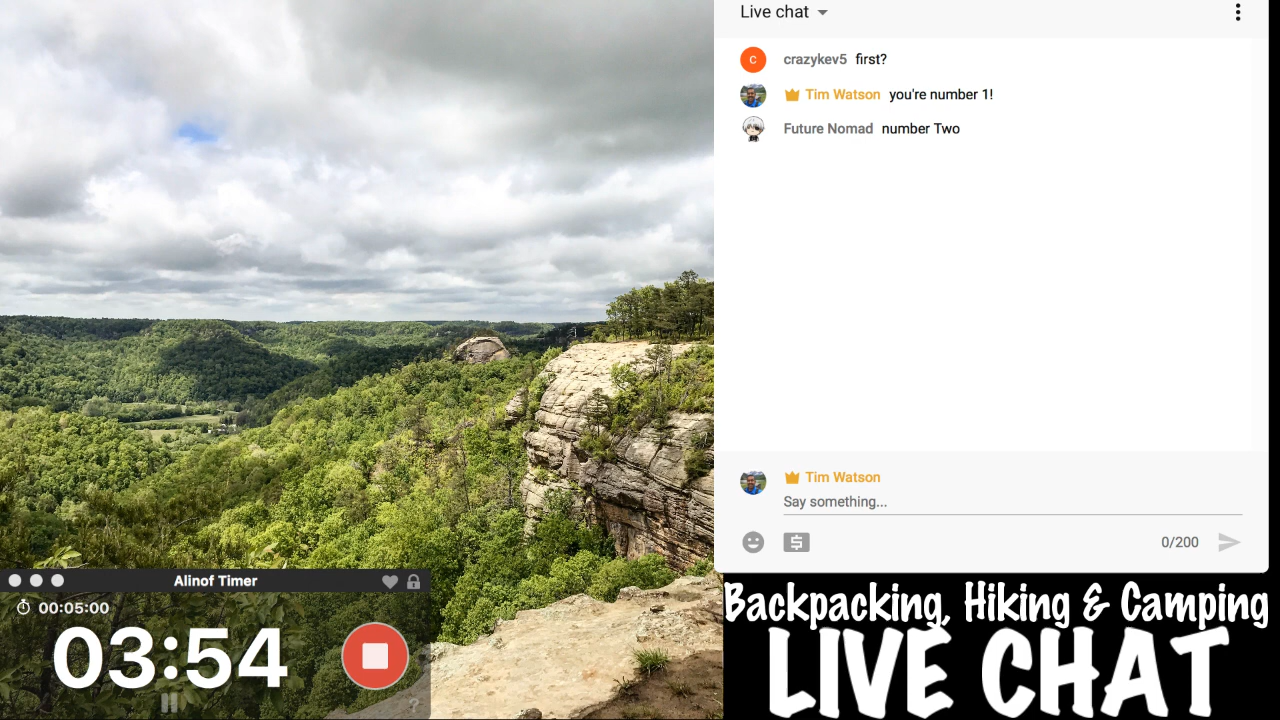 Live chat
C crazykev5 first?
Tim Watson you're number 1!
Future Nomad number Two
Tim Watson
Say something...
0/200
Alinof Timer
00:05:00
03:54
?
Backpacking, Hiking & Camping
LIVE CHAT